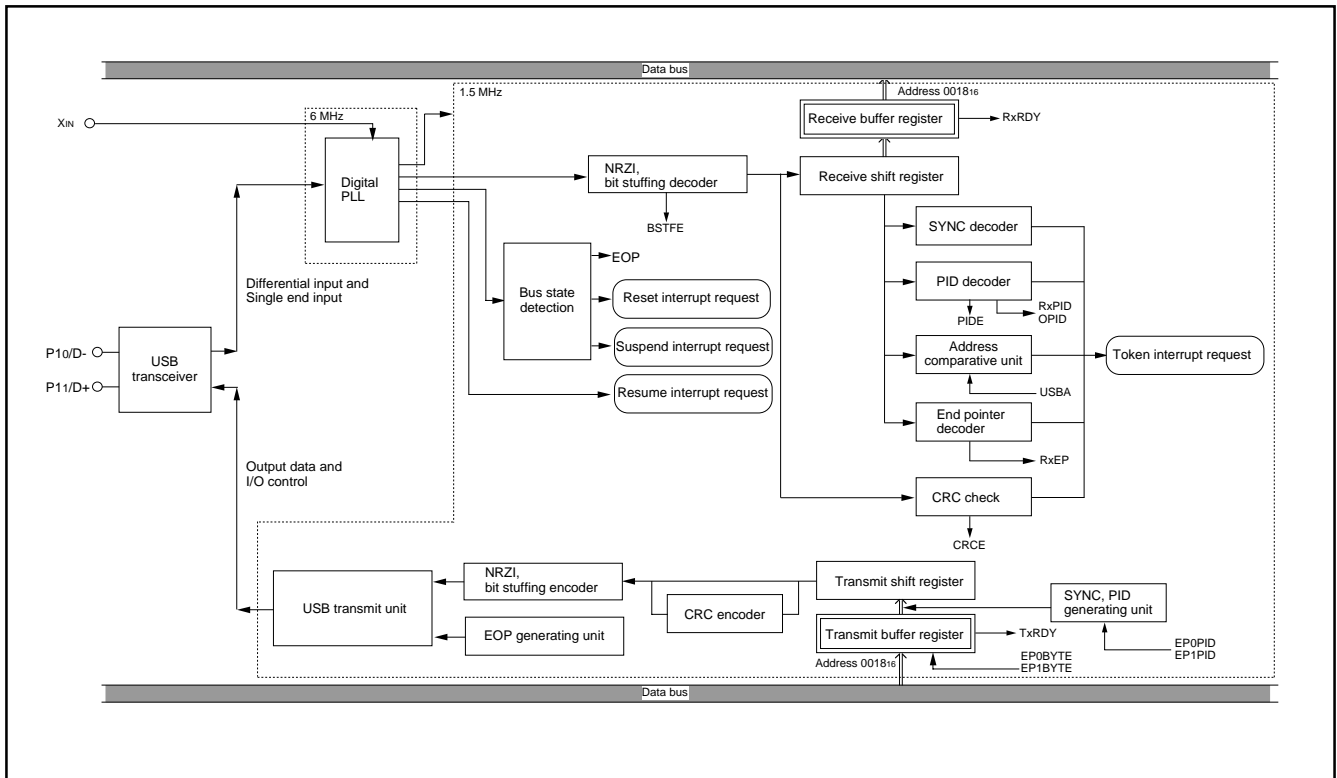 Data bus
1.5 MHz
Address 0018₁₆
6 MHz
XIN
Receive buffer register
RxRDY
Digital
PLL
NRZI,
bit stuffing decoder
Receive shift register
BSTFE
SYNC decoder
EOP
Bus state
detection
Reset interrupt request
PID decoder
RxPID
OPID
PIDE
Differential input and
Single end input
Suspend interrupt request
Address
comparative unit
Token interrupt request
P10/D-
P11/D+
USB
transceiver
Resume interrupt request
USBA
End pointer
decoder
RxEP
Output data and
I/O control
CRC check
CRCE
NRZI,
bit stuffing encoder
Transmit shift register
USB transmit unit
CRC encoder
SYNC, PID
generating unit
EOP generating unit
Transmit buffer register
TxRDY
EP0PID
EP1PID
Address 0018₁₆
EP0BYTE
EP1BYTE
Data bus